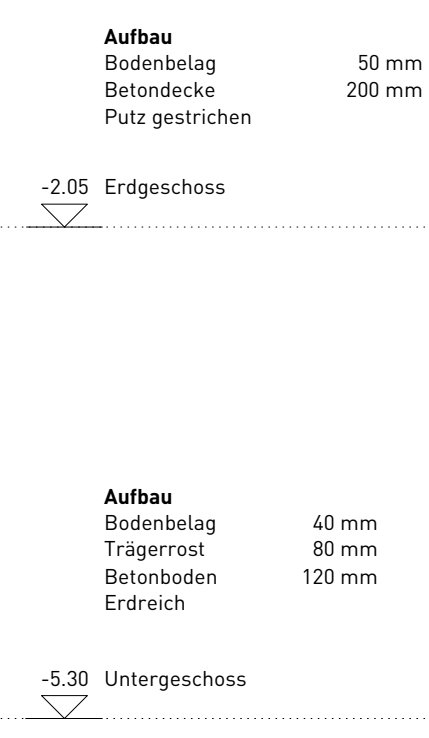 Aufbau
Bodenbelag 50 mm
Betondecke 200 mm
Putz gestrichen
-2.05 Erdgeschoss
Aufbau
Bodenbelag 40 mm
Trägerrost 80 mm
Betonboden 120 mm
Erdreich
-5.30 Untergeschoss